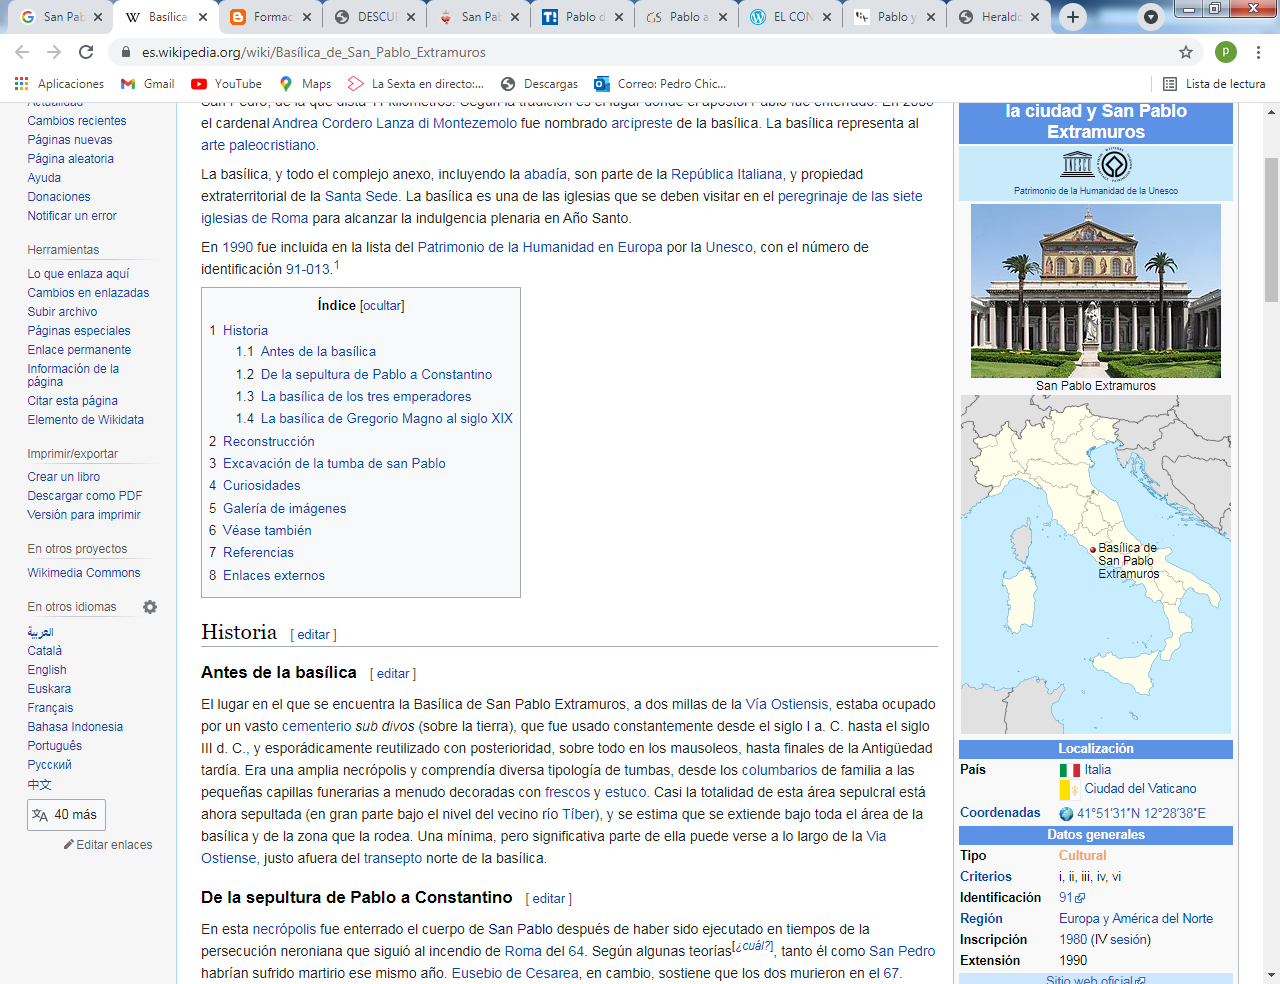 San Pab
Basílica
Formac
DESCUE
San Pab
Pablo d
Pablo a
EL CON
Pablo y
Heraldo
es.wikipedia.org/wiki/Basílica_de_San_Pablo_Extramuros
P
Aplicaciones
Gmail
YouTube
Maps
La Sexta en directo:...
Descargas
Correo: Pedro Chic...
Lista de lectura
Actualidad
Cambios recientes
Páginas nuevas
Página aleatoria
Ayuda
Donaciones
Notificar un error
Herramientas
Lo que enlaza aquí
Cambios en enlazadas
Subir archivo
Páginas especiales
Enlace permanente
Información de la
página
Citar esta página
Elemento de Wikidata
Imprimir/exportar
Crear un libro
Descargar como PDF
Versión para imprimir
En otros proyectos
Wikimedia Commons
En otros idiomas
العربية
Català
English
Euskara
Français
Bahasa Indonesia
Português
Русский
中文
40 más
Editar enlaces
San Pedro, de la que dista 11 kilómetros. Según la tradición es el lugar donde el apóstol Pablo fue enterrado. En
el cardenal Andrea Cordero Lanza di Montezemolo fue nombrado arcipreste de la basílica. La basílica representa al
arte paleocristiano.
La basílica, y todo el complejo anexo, incluyendo la abadía, son parte de la República Italiana, y propiedad
extraterritorial de la Santa Sede. La basílica es una de las iglesias que se deben visitar en el peregrinaje de las siete
iglesias de Roma para alcanzar la indulgencia plenaria en Año Santo.
En 1990 fue incluida en la lista del Patrimonio de la Humanidad en Europa por la Unesco, con el número de
identificación 91-013.1
Índice [ocultar]
1 Historia
1.1 Antes de la basílica
1.2 De la sepultura de Pablo a Constantino
1.3 La basílica de los tres emperadores
1.4 La basílica de Gregorio Magno al siglo XIX
2 Reconstrucción
3 Excavación de la tumba de san Pablo
4 Curiosidades
5 Galería de imágenes
6 Véase también
7 Referencias
8 Enlaces externos
Historia [ editar ]
Antes de la basílica [ editar ]
El lugar en el que se encuentra la Basílica de San Pablo Extramuros, a dos millas de la Vía Ostiensis, estaba ocupado
por un vasto cementerio sub divos (sobre la tierra), que fue usado constantemente desde el siglo I a. C. hasta el siglo
III d. C., y esporádicamente reutilizado con posterioridad, sobre todo en los mausoleos, hasta finales de la Antigüedad
tardía. Era una amplia necrópolis y comprendía diversa tipología de tumbas, desde los columbarios de familia a las
pequeñas capillas funerarias a menudo decoradas con frescos y estuco. Casi la totalidad de esta área sepulcral está
ahora sepultada (en gran parte bajo el nivel del vecino río Tíber), y se estima que se extiende bajo toda el área de la
basílica y de la zona que la rodea. Una mínima, pero significativa parte de ella puede verse a lo largo de la Via
Ostiense, justo afuera del transepto norte de la basílica.
De la sepultura de Pablo a Constantino [ editar ]
En esta necrópolis fue enterrado el cuerpo de San Pablo después de haber sido ejecutado en tiempos de la
persecución neroniana que siguió al incendio de Roma del 64. Según algunas teorías[¿cuál?], tanto él como San Pedro
habrían sufrido martirio ese mismo año. Eusebio de Cesarea, en cambio, sostiene que los dos murieron en el 67.
la ciudad y San Pablo
Extramuros
Patrimonio de la Humanidad de la Unesco
San Pablo Extramuros
Basílica de
San Pablo
Extramuros
Localización
País Italia
Ciudad del Vaticano
Coordenadas 41°51′31″N 12°28′38″E
Datos generales
Tipo Cultural
Criterios i, ii, iii, iv, vi
Identificación 91
Región Europa y América del Norte
Inscripción 1980 (IV sesión)
Extensión 1990
Sitio web oficial